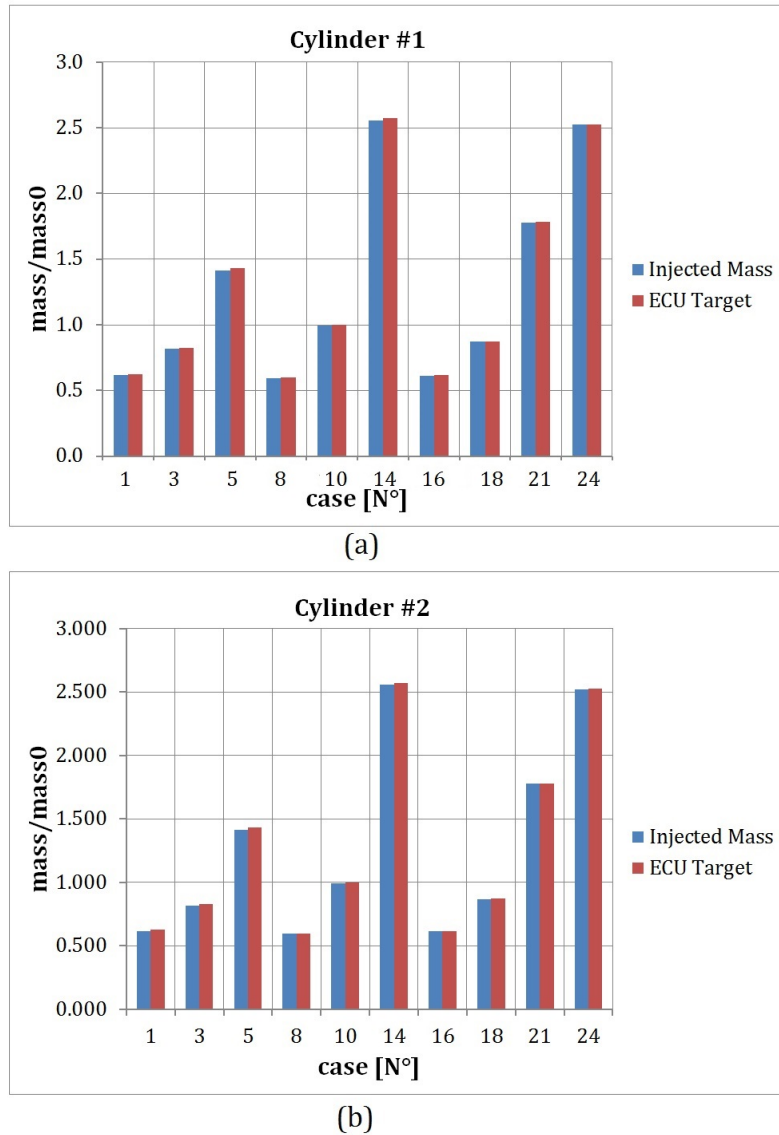 Cylinder #1
3.0
2.5
2.0
1.5
1.0
0.5
0.0
mass/mass0
1 3 5 8 10 14 16 18 21 24
case [N°]
Injected Mass
ECU Target
(a)
Cylinder #2
3.000
2.500
2.000
1.500
1.000
0.500
0.000
mass/mass0
1 3 5 8 10 14 16 18 21 24
case [N°]
Injected Mass
ECU Target
(b)